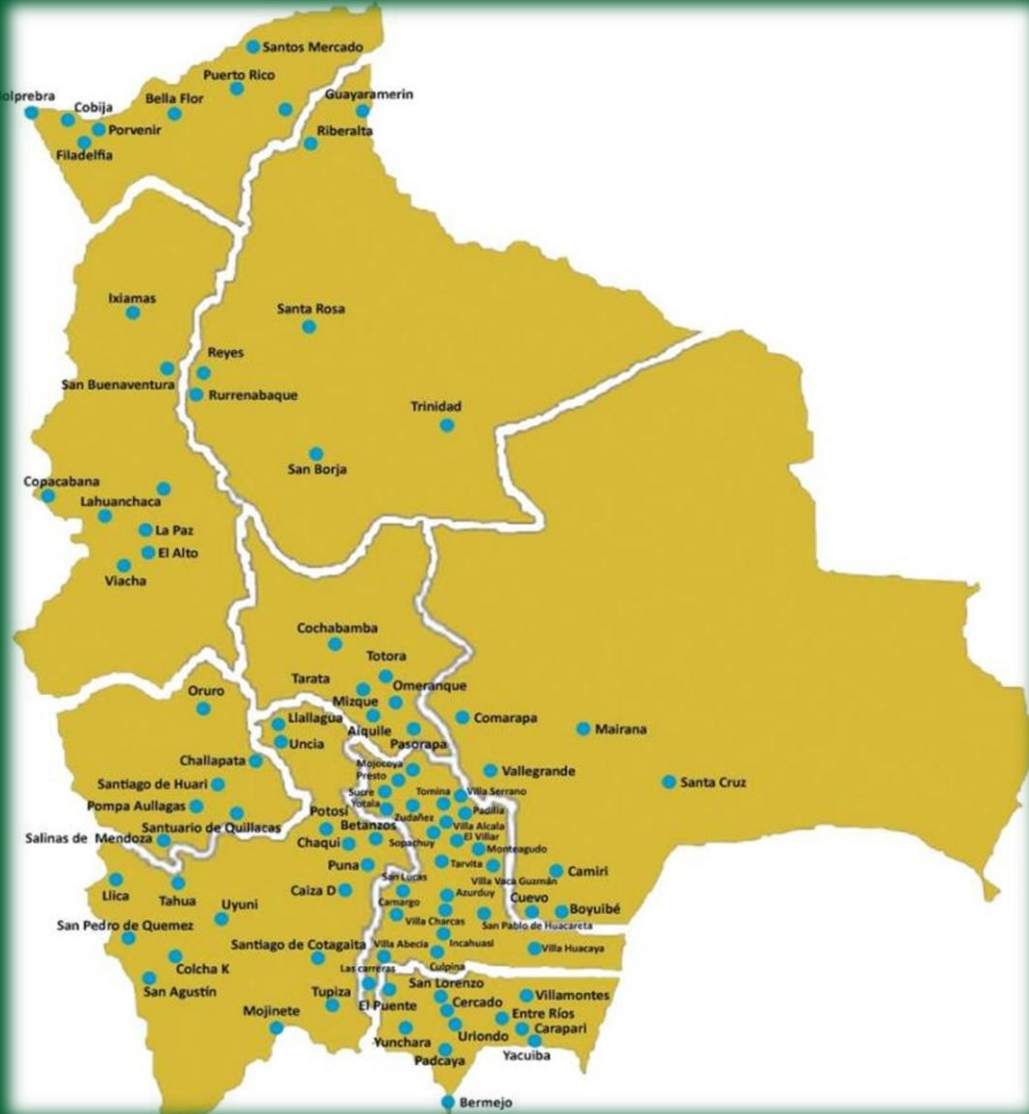 Santos Mercado
Puerto Rico
Guayaramerin
olprebra
Cobija
Bella Flor
Porvenir
Riberalta
Filadelfia
Ixiamas
Santa Rosa
Reyes
San Buenaventura
Rurrenabaque
Trinidad
San Borja
Copacabana
Lahuanchaca
La Paz
El Alto
Viacha
Cochabamba
Totora
Tarata
Omeranque
Oruro
Mizque
Llallagua
Comarapa
Aiquile
Mairana
Uncia
Pasorapa
Challapata
Mojocoya
Vallegrande
Presto
Santiago de Huari
Santa Cruz
Sucre
Tomina
Villa Serrano
Pompa Aullagas
Yotala
Potosí
Padilla
Zudañez
Santuario de Quillacas
Betanzos
Villa Alcala
Salinas de Mendoza
El Villar
Chaqui
Sopachuy
Monteagudo
Puna
Tarvita
Camiri
San Lucas
Villa Vaca Guzmán
Llica
Caiza D
Azurduy
Tahua
Camargo
Cuevo
Uyuni
Boyuibé
Villa Charcas
San Pedro de Quemez
San Pablo de Huacareta
Santiago de Cotagaita
Villa Abecia
Incahuasi
Villa Huacaya
Colcha K
Las carreras
Culpina
San Agustín
San Lorenzo
Tupiza
Villamontes
El Puente
Cercado
Mojinete
Entre Ríos
Carapari
Uriondo
Yunchara
Yacuiba
Padcaya
Bermejo